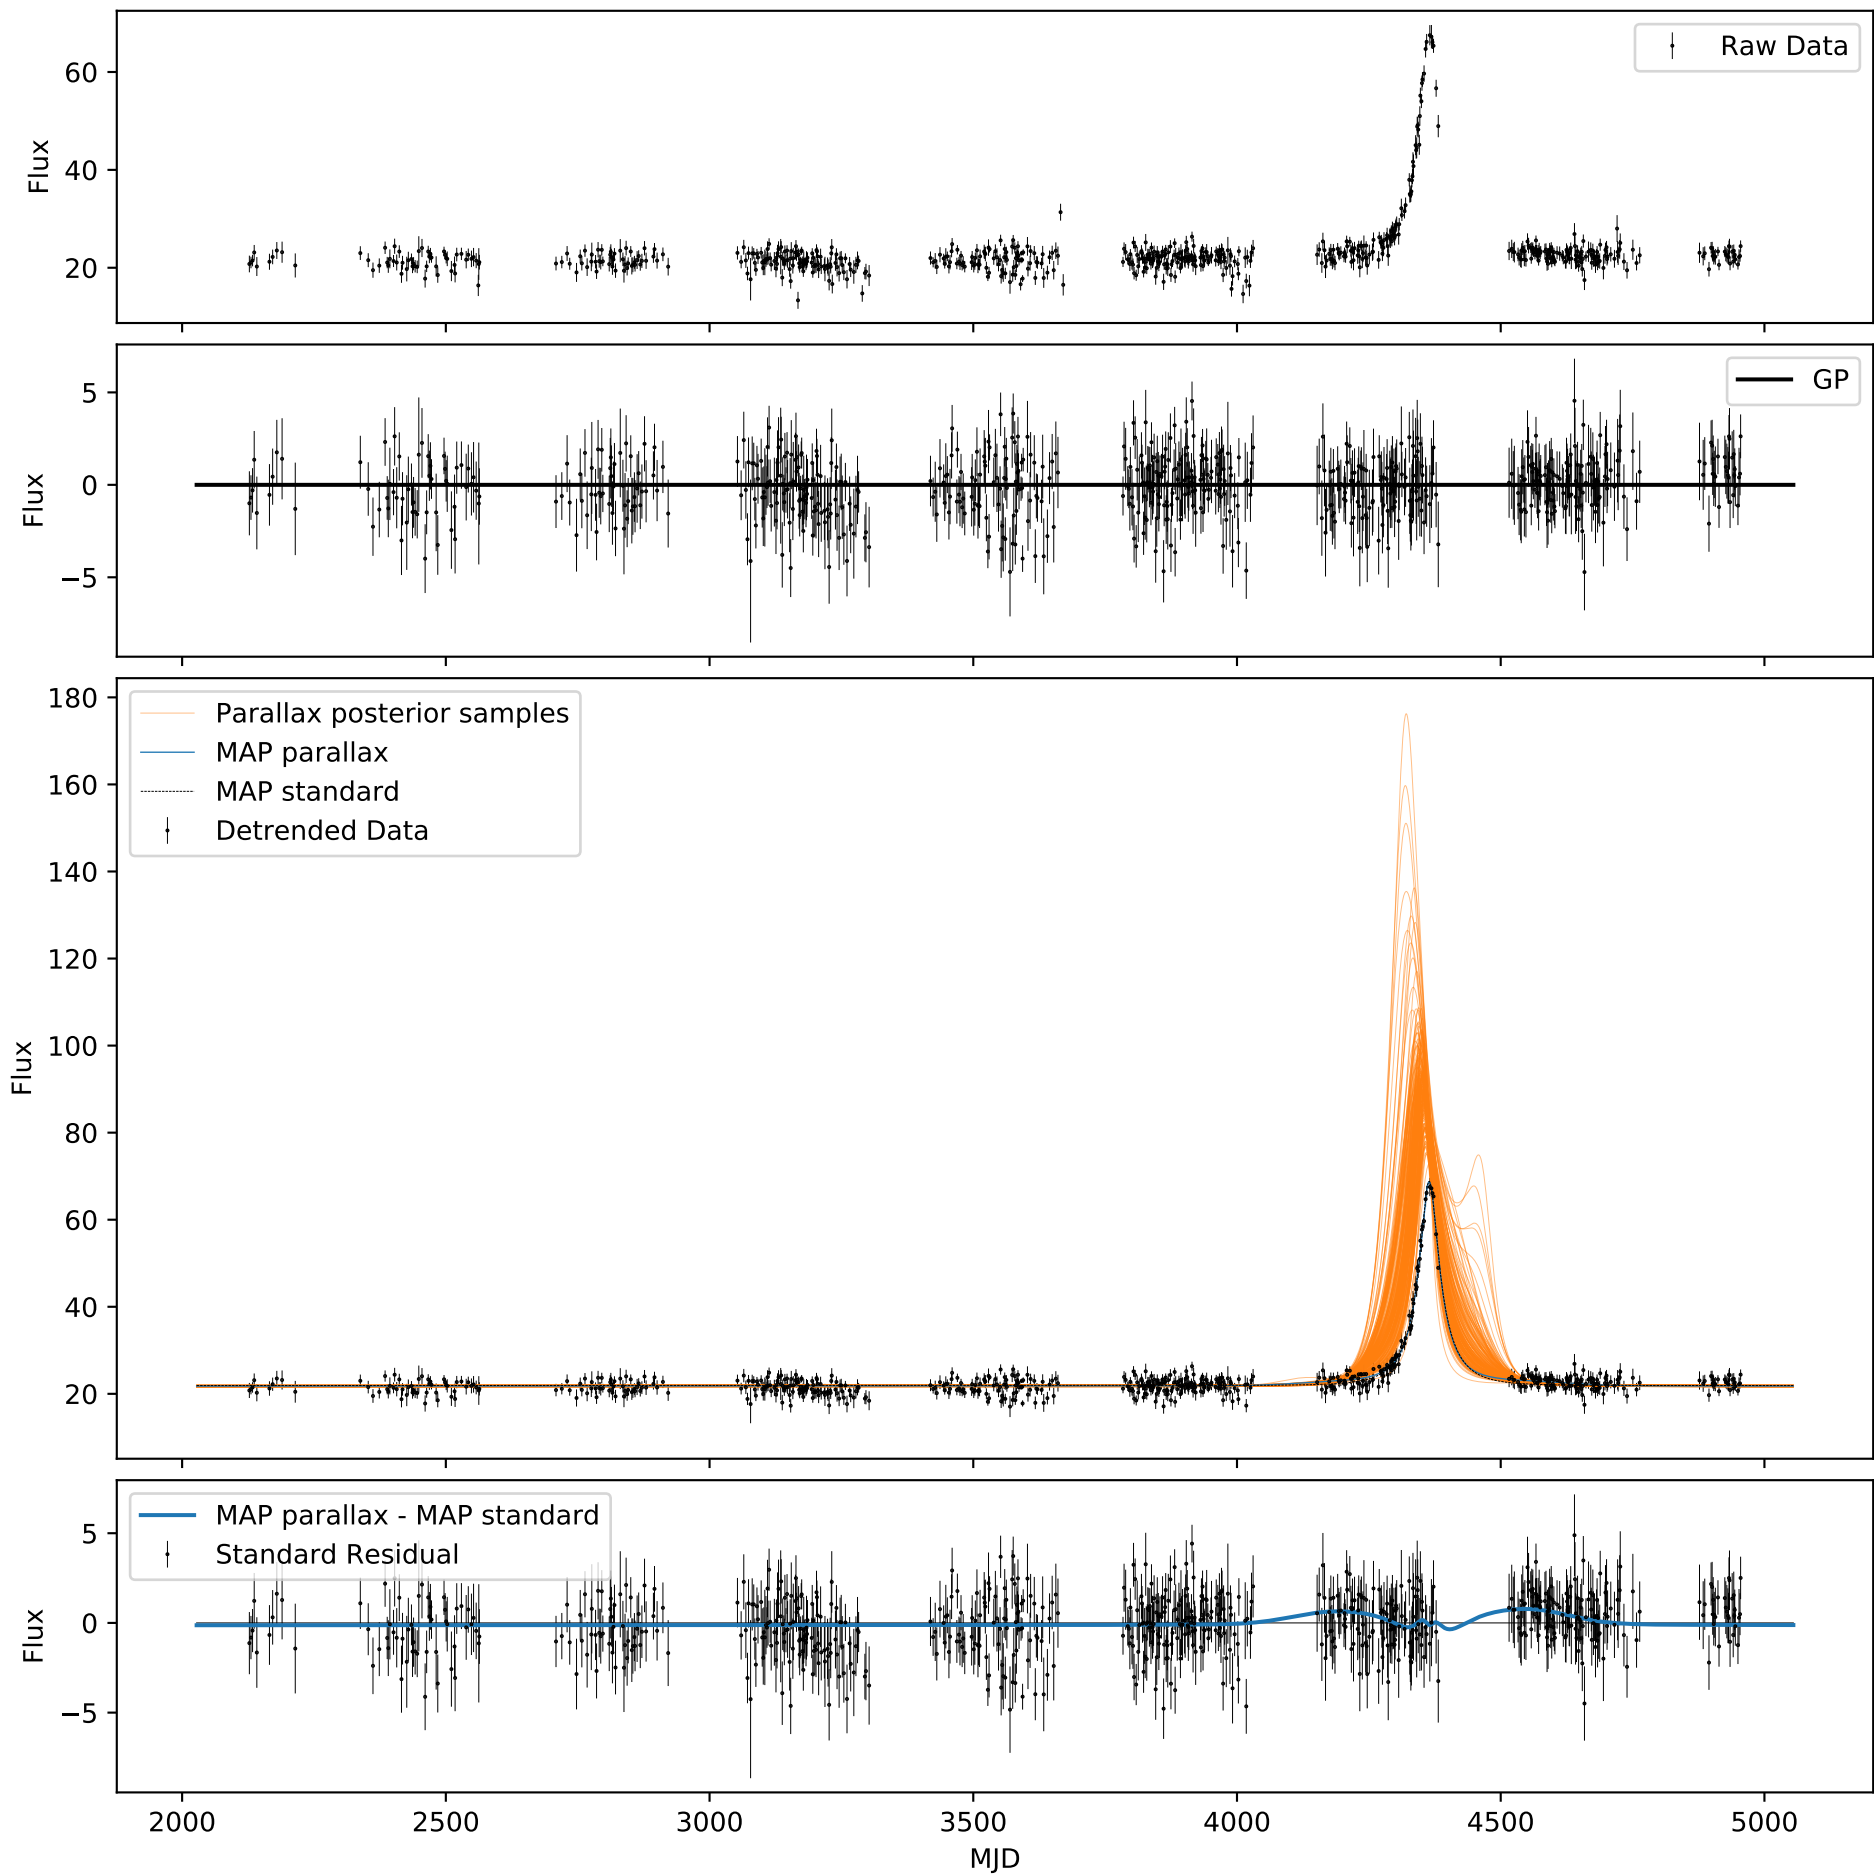 Flux
60
40
20
Raw Data
Flux
5
0
−5
GP
Flux
180
160
140
120
100
80
60
40
20
Parallax posterior samples
MAP parallax
MAP standard
Detrended Data
Flux
5
0
−5
MAP parallax - MAP standard
Standard Residual
2000 2500 3000 3500 4000 4500 5000
MJD